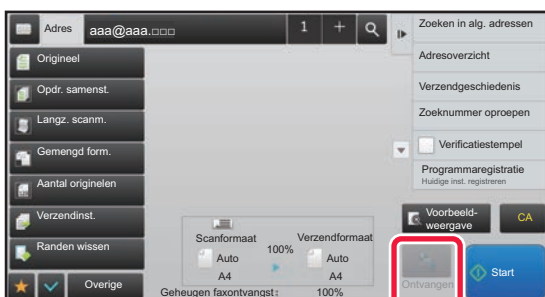 Adres aaa@aaa.□□□ 1 +
Origineel
Opdr. samenst.
Langz. scanm.
Gemengd form.
Aantal originelen
Verzendinst.
Randen wissen
Overige
Scanformaat
Auto
A4
100%
Verzendformaat
Auto
A4
Geheugen faxontvangst: 100%
Zoeken in alg. adressen
Adresoverzicht
Verzendgeschiedenis
Zoeknummer oproepen
Verificatiestempel
Programmaregistratie
Huidige inst. registreren
Voorbeeld-
weergave
CA
Ontvangen
Start